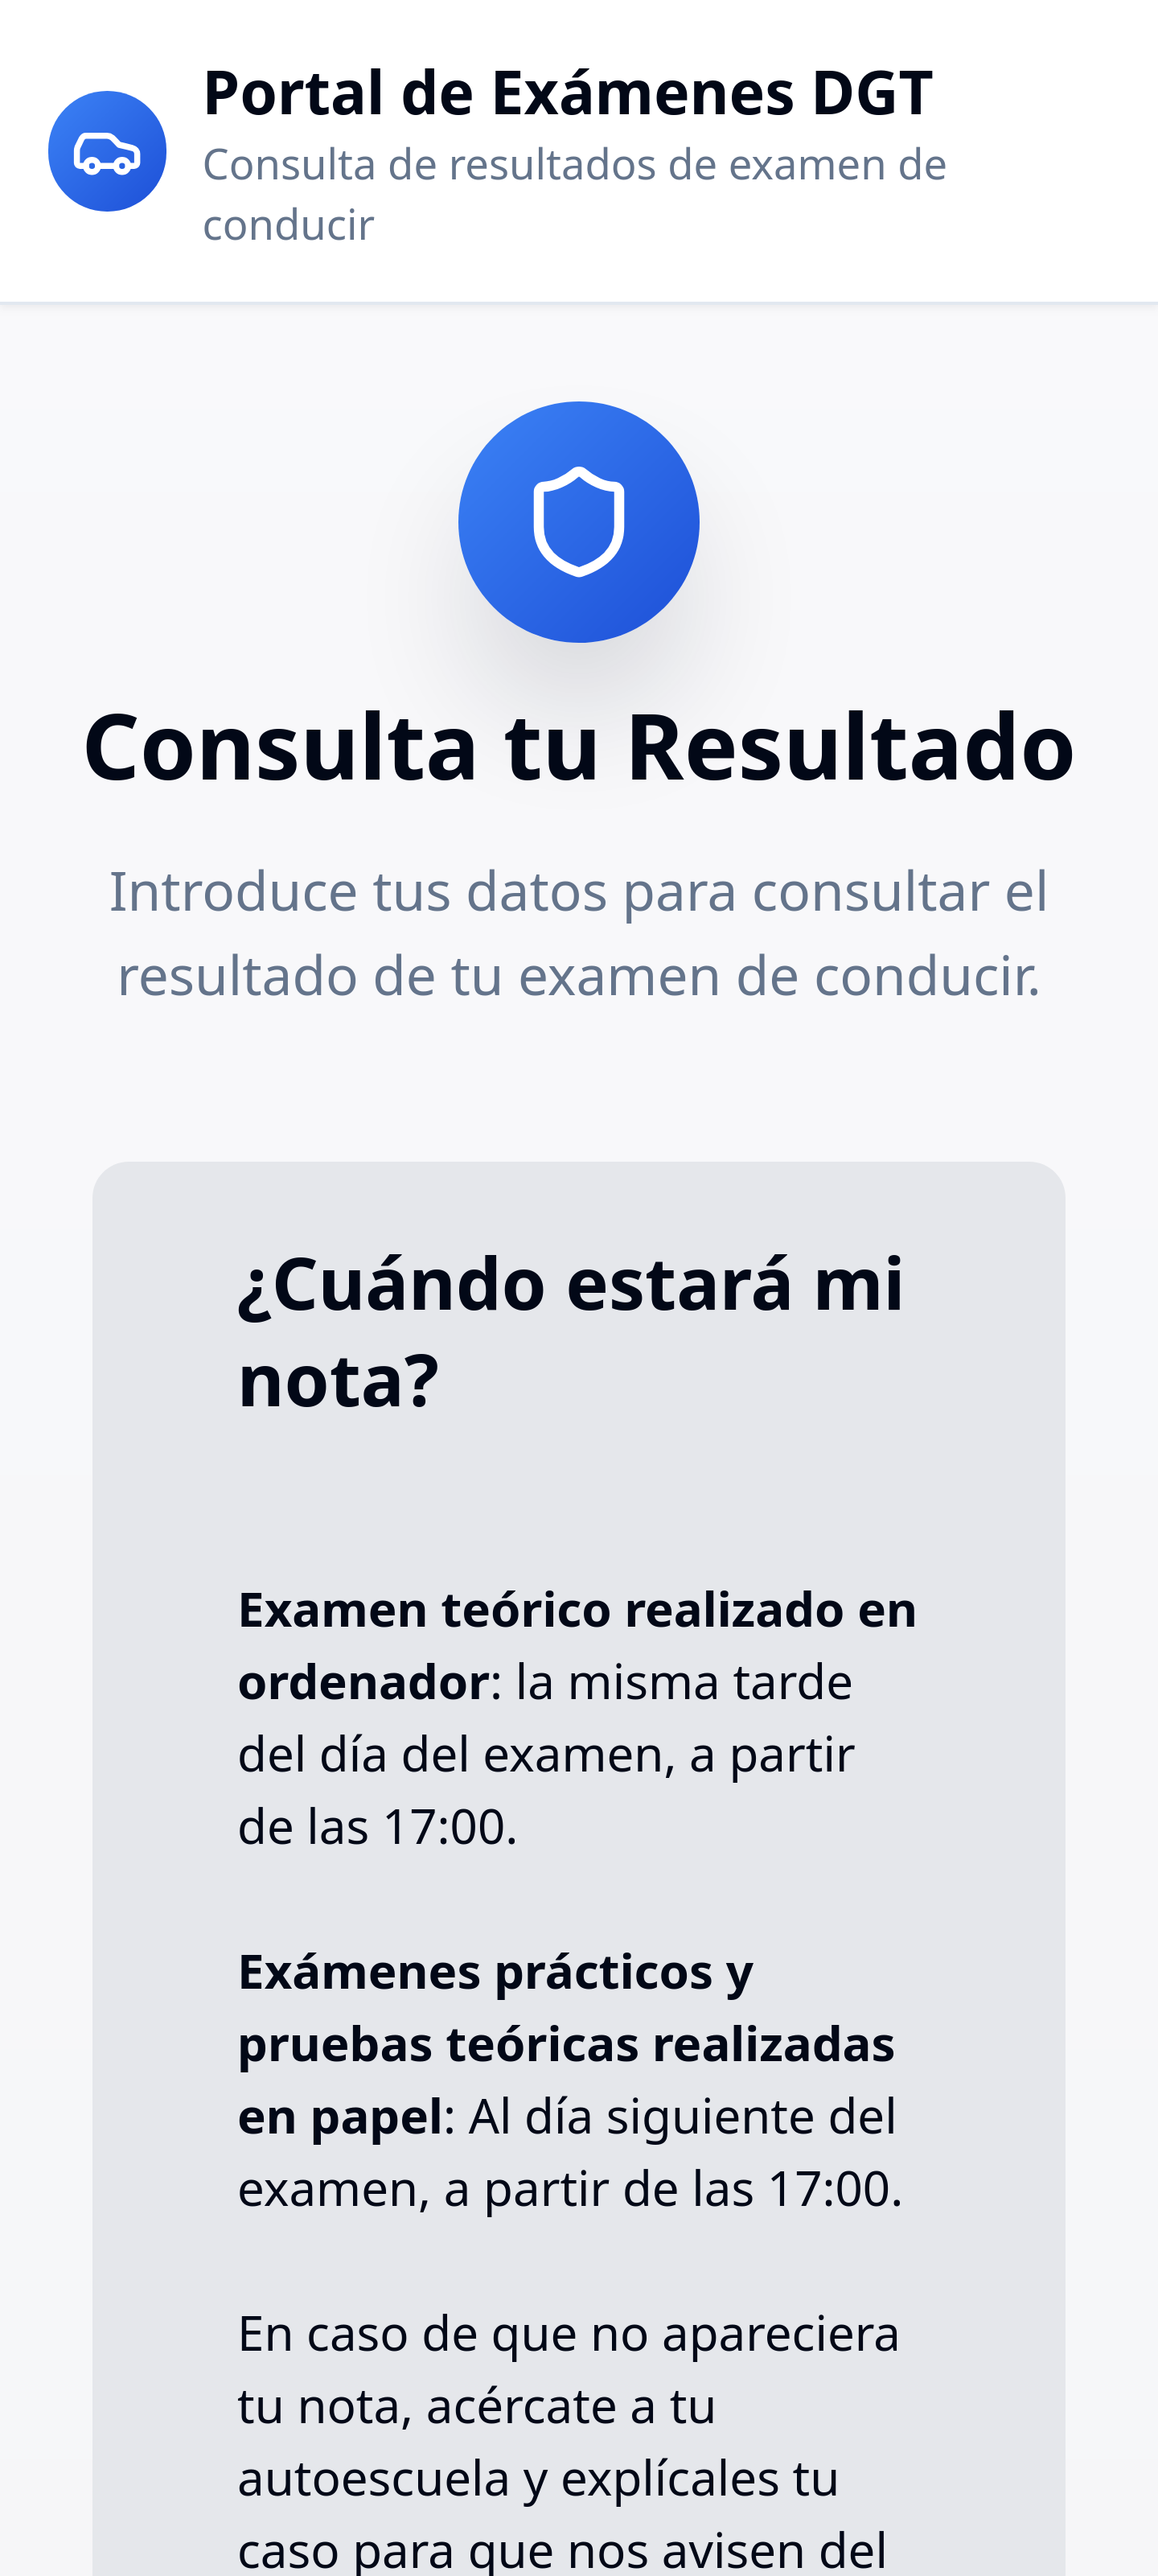 Portal de Exámenes DGT
Consulta de resultados de examen de
conducir
Consulta tu Resultado
Introduce tus datos para consultar el
resultado de tu examen de conducir.
¿Cuándo estará mi
nota?
Examen teórico realizado en
ordenador: la misma tarde
del día del examen, a partir
de las 17:00.
Exámenes prácticos y
pruebas teóricas realizadas
en papel: Al día siguiente del
examen, a partir de las 17:00.
En caso de que no apareciera
tu nota, acércate a tu
autoescuela y explícales tu
caso para que nos avisen del